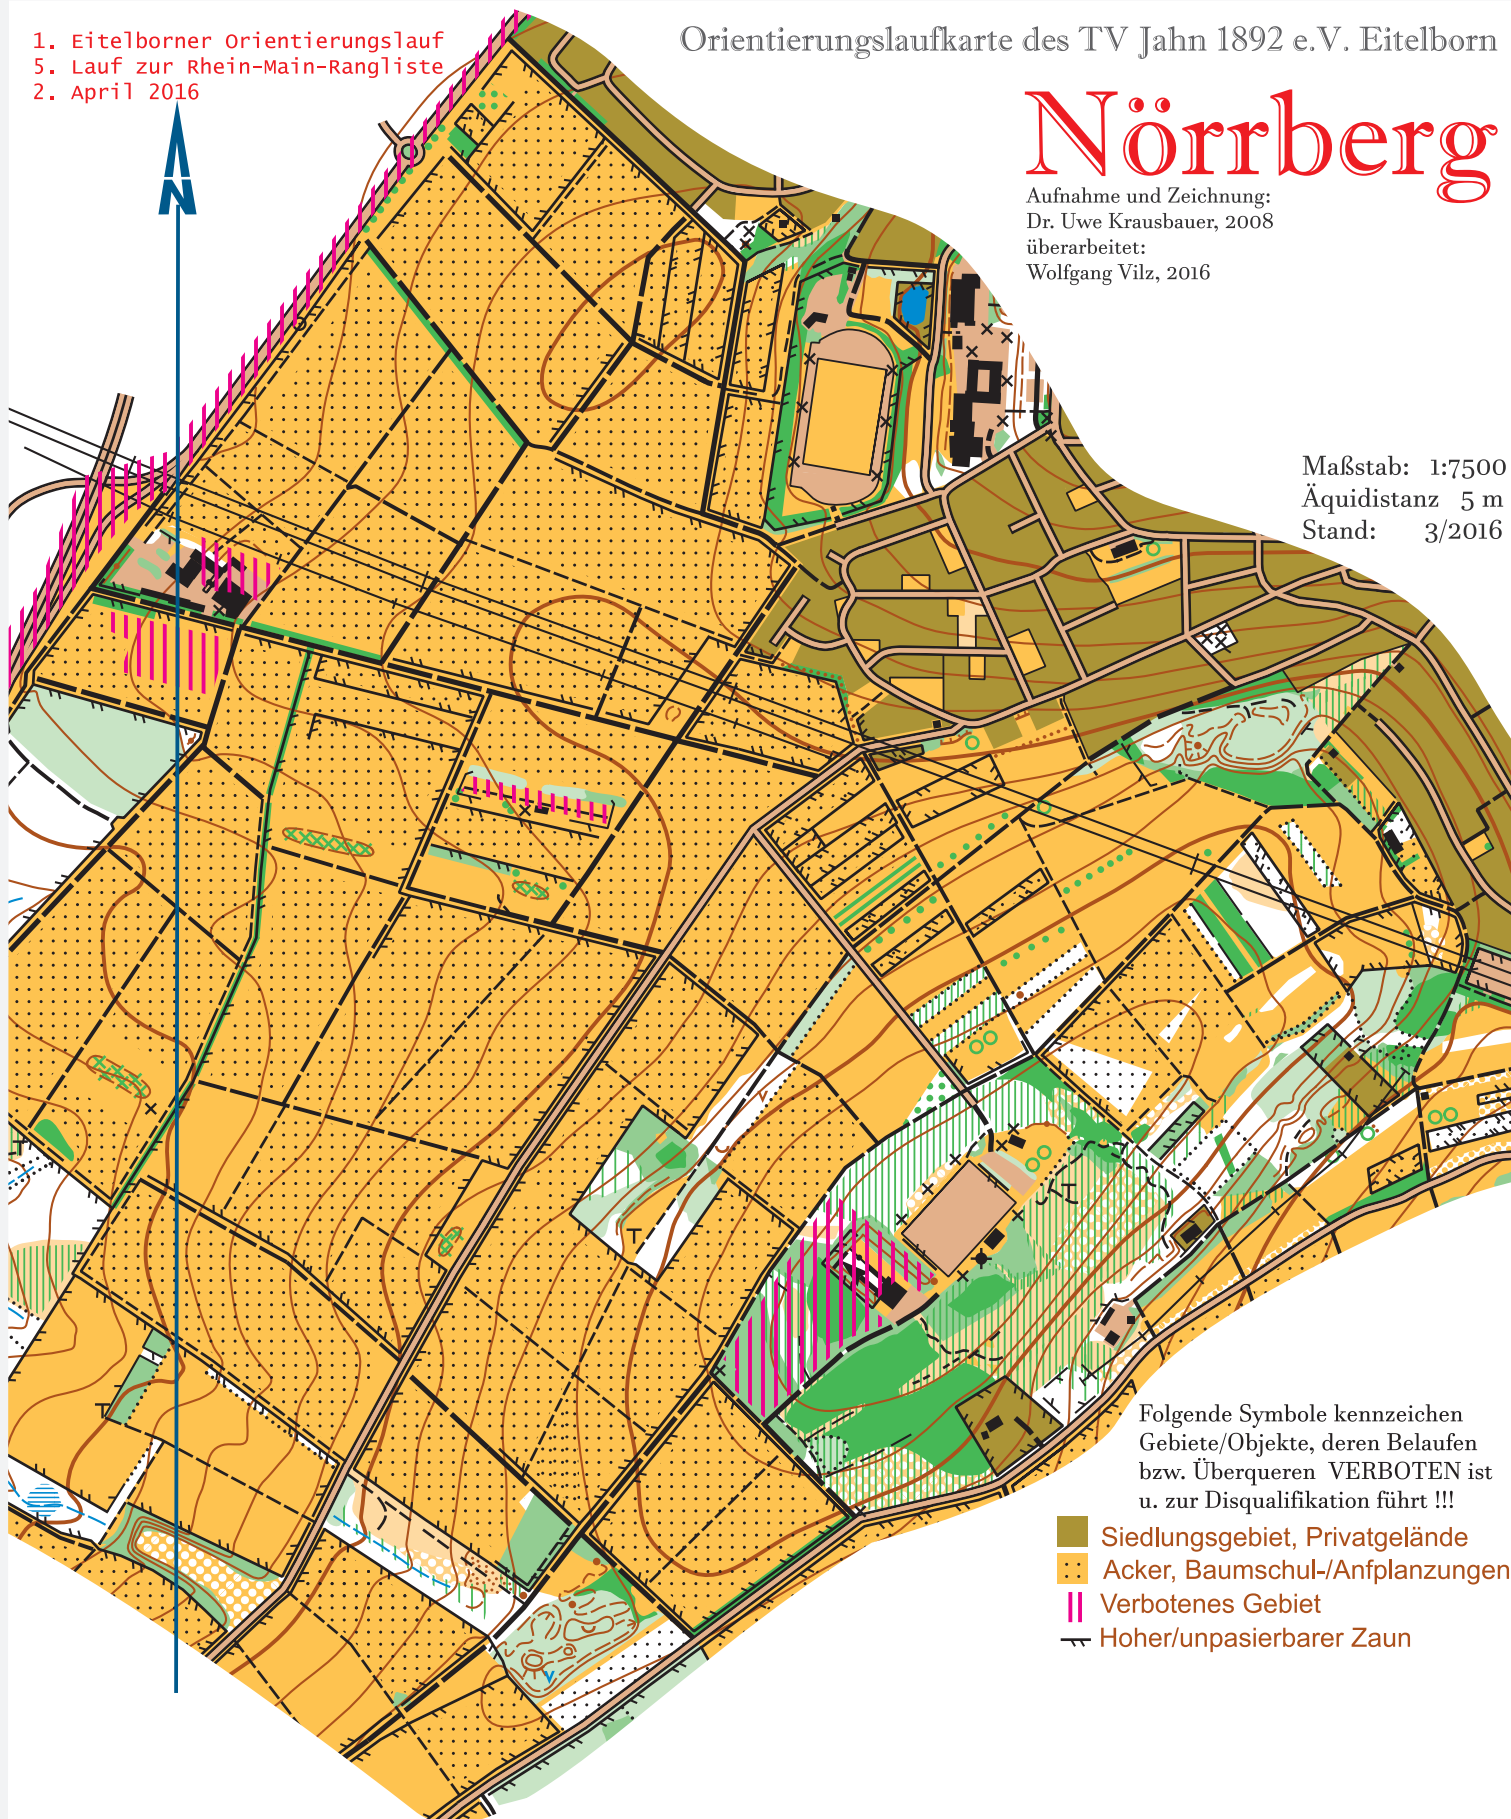 1. Eitelborner Orientierungslauf
5. Lauf zur Rhein-Main-Rangliste
2. April 2016
Orientierungslaufkarte des TV Jahn 1892 e.V. Eitelborn
Nörrberg
Aufnahme und Zeichnung:
Dr. Uwe Krausbauer, 2008
überarbeitet:
Wolfgang Vilz, 2016
N
Maßstab: 1:7500
Äquidistanz 5 m
Stand: 3/2016
Folgende Symbole kennzeichen
Gebiete/Objekte, deren Belaufen
bzw. Überqueren VERBOTEN ist
u. zur Disqualifikation führt !!!
Siedlungsgebiet, Privatgelände
Acker, Baumschul-/Anfplanzungen
Verbotenes Gebiet
Hoher/unpasierbarer Zaun